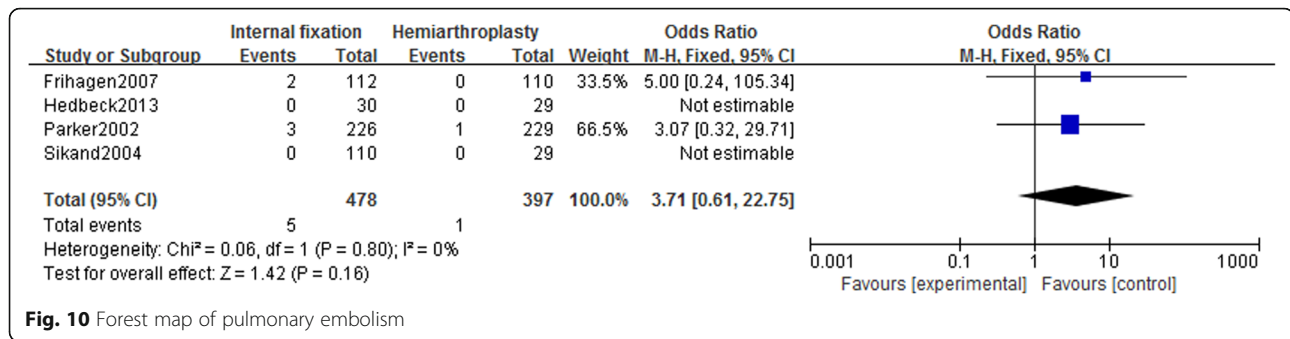 Internal fixation Hemiarthroplasty Odds Ratio Odds Ratio
Study or Subgroup Events Total Events Total Weight M-H, Fixed, 95% CI M-H, Fixed, 95% CI
Frihagen2007 2 112 0 110 33.5% 5.00 [0.24, 105.34]
Hedbeck2013 0 30 0 29 Not estimable
Parker2002 3 226 1 229 66.5% 3.07 [0.32, 29.71]
Sikand2004 0 110 0 29 Not estimable
Total (95% CI) 478 397 100.0% 3.71 [0.61, 22.75]
Total events 5 1
Heterogeneity: Chi² = 0.06, df = 1 (P = 0.80); I² = 0%
Test for overall effect: Z = 1.42 (P = 0.16)
0.001 0.1 1 10 1000
Favours [experimental] Favours [control]
Fig. 10 Forest map of pulmonary embolism